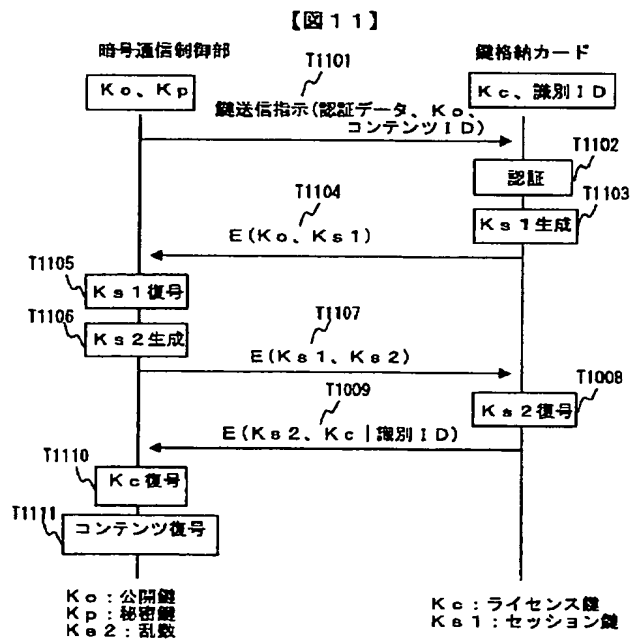 【図11】
暗号通信制御部
鍵格納カード
Ko、Kp
T1101
Kc、識別ID
鍵送信指示(認証データ、Ko、
コンテンツID)
T1102
認証
T1104
T1103
Ks1生成
E(Ko、Ks1)
T1105
Ks1復号
T1106
T1107
Ks2生成
E(Ks1、Ks2)
T1008
T1009
Ks2復号
E(Ks2、Kc|識別ID)
T1110
Kc復号
T1111
コンテンツ復号
Ko:公開鍵
Kp:秘密鍵
Ks2:乱数
Kc:ライセンス鍵
Ks1:セッション鍵